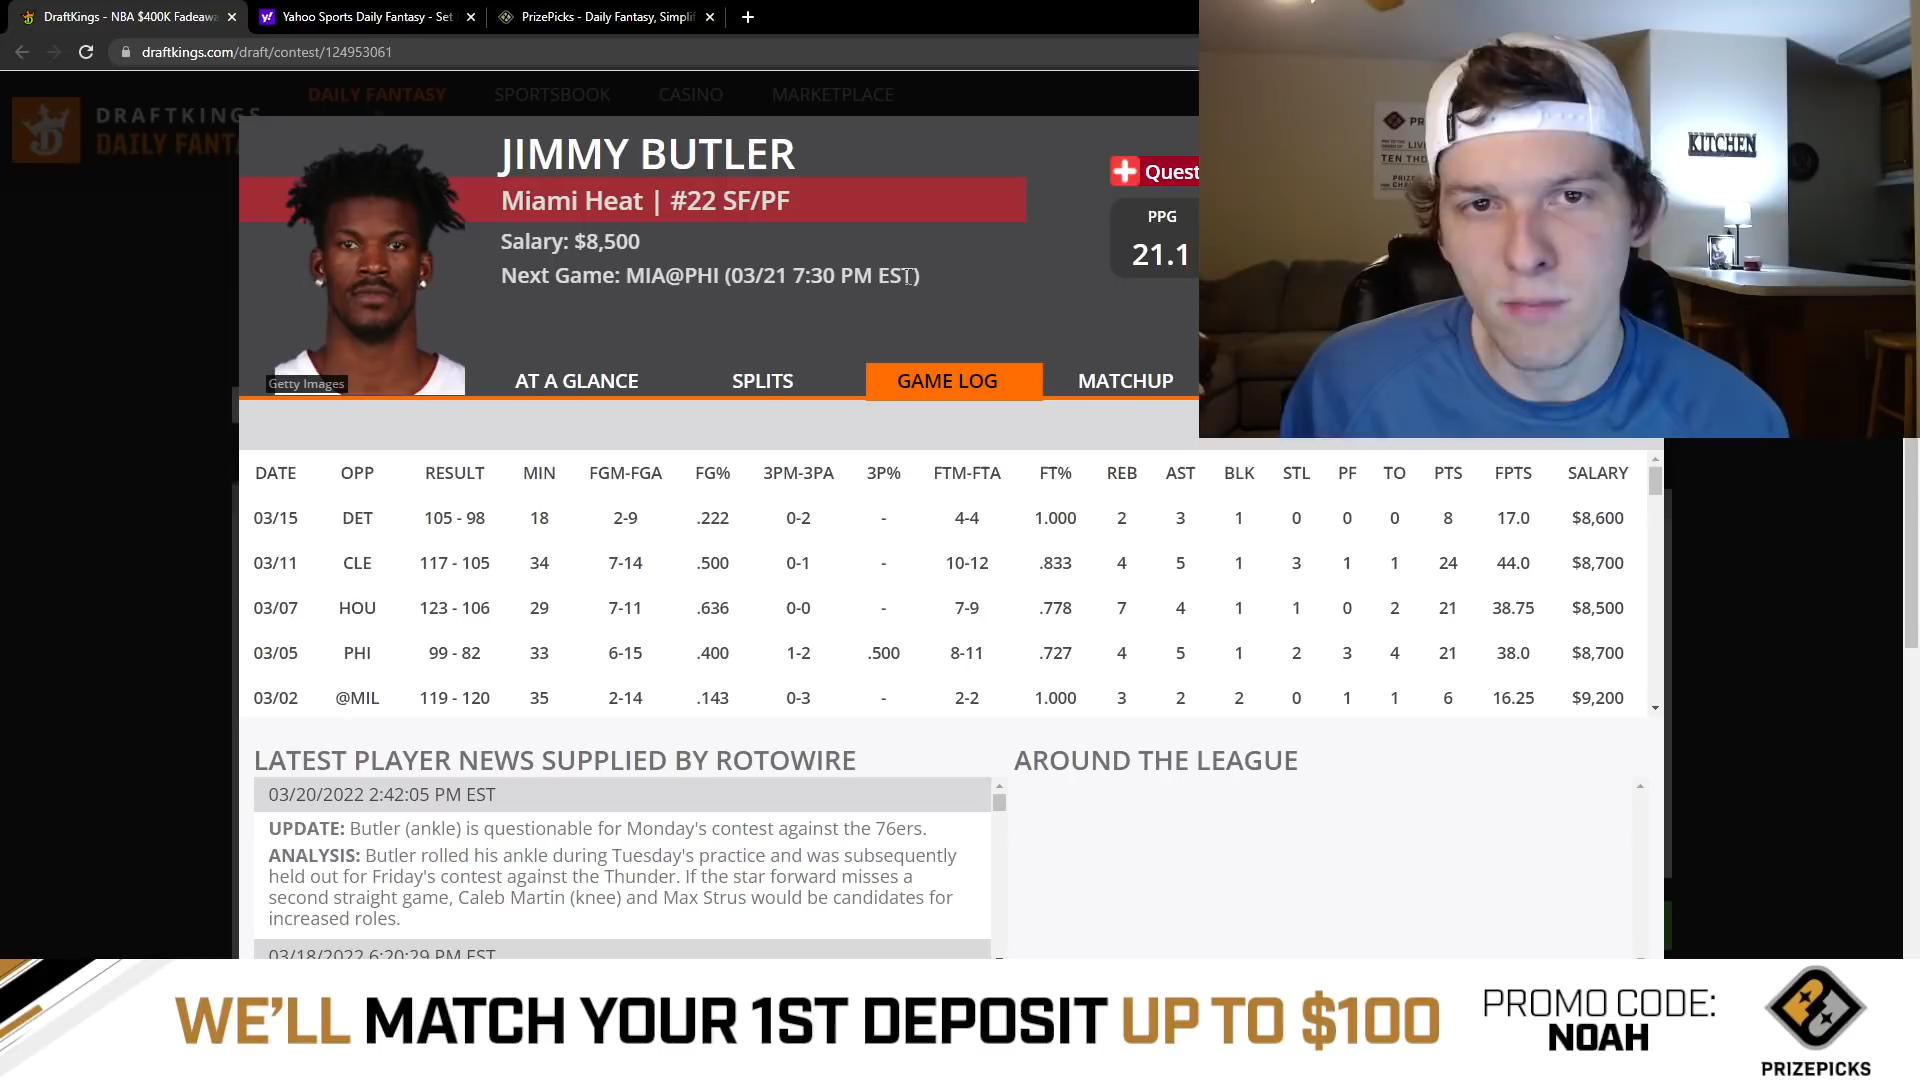 DraftKings - NBA $400K Fadeaw
Yahoo Sports Daily Fantasy - Set
PrizePicks - Daily Fantasy, Simplif
draftkings.com/draft/contest/124953061
DRAFTKINGS
DAILY FANTA
DAILY FANTASY
SPORTSBOOK
CASINO
MARKETPLACE
JIMMY BUTLER
Miami Heat | #22 SF/PF
Salary: $8,500
Next Game: MIA@PHI (03/21 7:30 PM EST)
Quest
PPG
21.1
Getty Images
AT A GLANCE SPLITS GAME LOG MATCHUP
DATE OPP RESULT MIN FGM-FGA FG% 3PM-3PA 3P% FTM-FTA FT% REB AST BLK STL PF TO PTS FPTS SALARY
03/15 DET 105 - 98 18 2-9 .222 0-2 - 4-4 1.000 2 3 1 0 0 0 8 17.0 $8,600
03/11 CLE 117 - 105 34 7-14 .500 0-1 - 10-12 .833 4 5 1 3 1 1 24 44.0 $8,700
03/07 HOU 123 - 106 29 7-11 .636 0-0 - 7-9 .778 7 4 1 1 0 2 21 38.75 $8,500
03/05 PHI 99 - 82 33 6-15 .400 1-2 .500 8-11 .727 4 5 1 2 3 4 21 38.0 $8,700
03/02 @MIL 119 - 120 35 2-14 .143 0-3 - 2-2 1.000 3 2 2 0 1 1 6 16.25 $9,200
LATEST PLAYER NEWS SUPPLIED BY ROTOWIRE
AROUND THE LEAGUE
03/20/2022 2:42:05 PM EST
UPDATE: Butler (ankle) is questionable for Monday's contest against the 76ers.
ANALYSIS: Butler rolled his ankle during Tuesday's practice and was subsequently
held out for Friday's contest against the Thunder. If the star forward misses a
second straight game, Caleb Martin (knee) and Max Strus would be candidates for
increased roles.
03/18/2022 6:20:29 PM EST
KITCHEN
TEN THO
WE'LL MATCH YOUR 1ST DEPOSIT UP TO $100
PROMO CODE:
NOAH
PRIZEPICKS